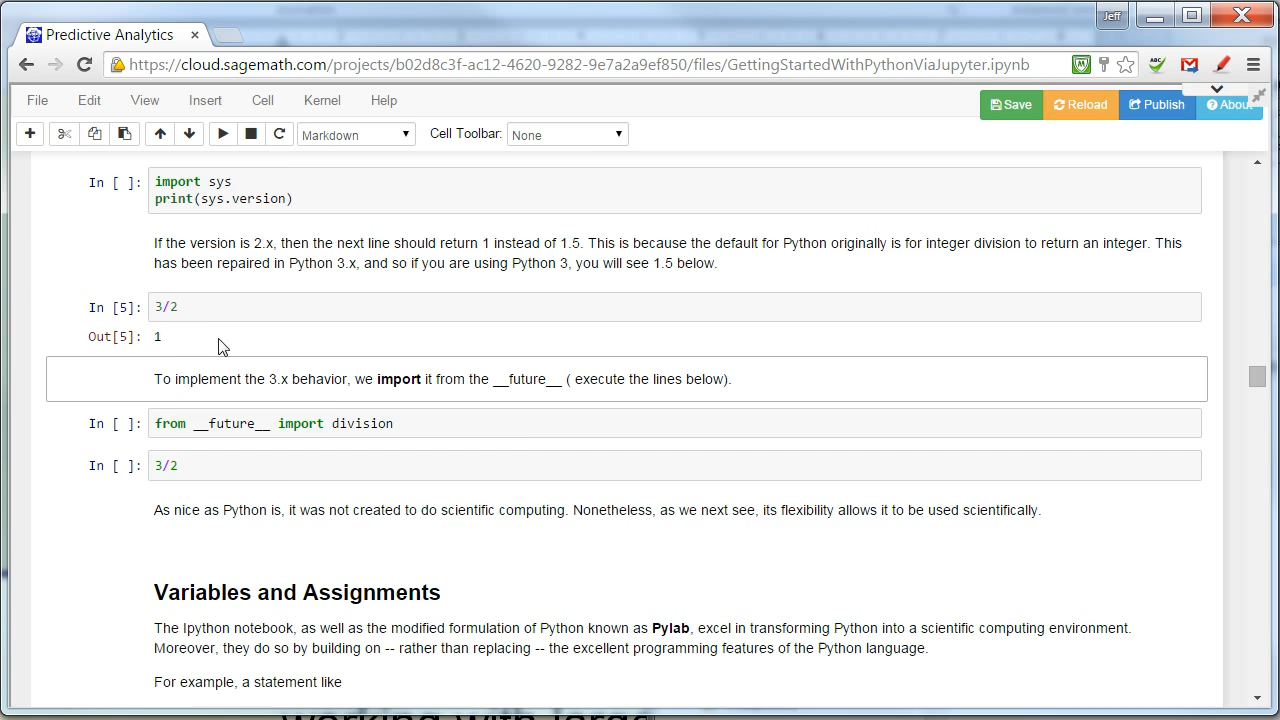 Jeff
Predictive Analytics
https://cloud.sagemath.com/projects/b02d8c3f-ac12-4620-9282-9e7a2a9ef850/files/GettingStartedWithPythonViaJupyter.ipynb
File Edit View Insert Cell Kernel Help
Save Reload Publish About
Markdown Cell Toolbar: None
In [ ]: import sys
print(sys.version)
If the version is 2.x, then the next line should return 1 instead of 1.5. This is because the default for Python originally is for integer division to return an integer. This
has been repaired in Python 3.x, and so if you are using Python 3, you will see 1.5 below.
In [5]: 3/2
Out[5]: 1
To implement the 3.x behavior, we import it from the __future__ ( execute the lines below).
In [ ]: from __future__ import division
In [ ]: 3/2
As nice as Python is, it was not created to do scientific computing. Nonetheless, as we next see, its flexibility allows it to be used scientifically.
Variables and Assignments
The Ipython notebook, as well as the modified formulation of Python known as Pylab, excel in transforming Python into a scientific computing environment.
Moreover, they do so by building on -- rather than replacing -- the excellent programming features of the Python language.
For example, a statement like